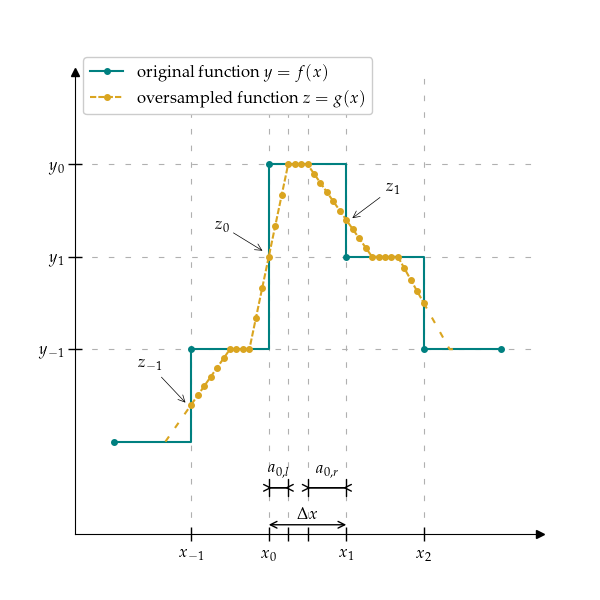 original function y = f(x)
oversampled function z = g(x)
y₀
z₁
z₀
y₁
y₋₁
z₋₁
a₀,ₗ a₀,ᵣ
Δx
x₋₁ x₀ x₁ x₂